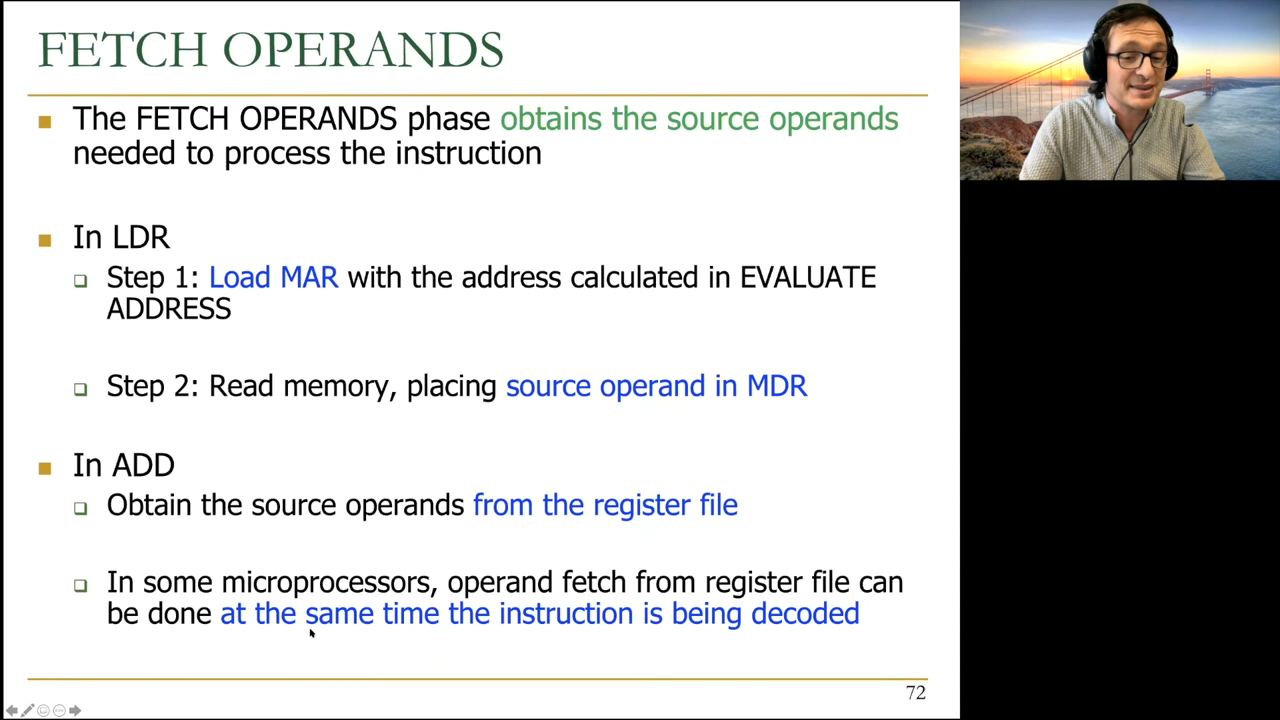 FETCH OPERANDS
The FETCH OPERANDS phase obtains the source operands
needed to process the instruction
In LDR
Step 1: Load MAR with the address calculated in EVALUATE
ADDRESS
Step 2: Read memory, placing source operand in MDR
In ADD
Obtain the source operands from the register file
In some microprocessors, operand fetch from register file can
be done at the same time the instruction is being decoded
72